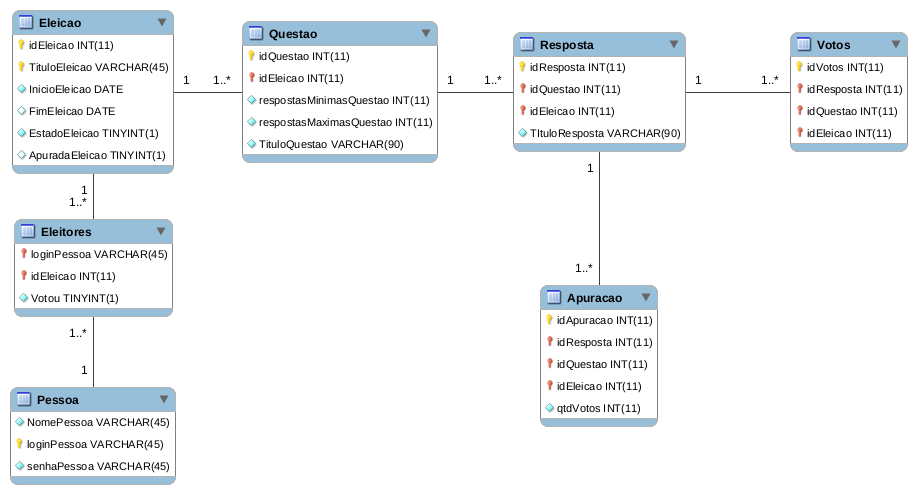 Eleicao
idEleicao INT(11)
TituloEleicao VARCHAR(45)
InicioEleicao DATE
FimEleicao DATE
EstadoEleicao TINYINT(1)
ApuradaEleicao TINYINT(1)
1
1..*
Questao
idQuestao INT(11)
idEleicao INT(11)
respostasMinimasQuestao INT(11)
respostasMaximasQuestao INT(11)
TituloQuestao VARCHAR(90)
1
1..*
Resposta
idResposta INT(11)
idQuestao INT(11)
idEleicao INT(11)
TItuloResposta VARCHAR(90)
1
1..*
Votos
idVotos INT(11)
idResposta INT(11)
idQuestao INT(11)
idEleicao INT(11)
1
1..*
Eleitores
loginPessoa VARCHAR(45)
idEleicao INT(11)
Votou TINYINT(1)
1..*
1
Pessoa
NomePessoa VARCHAR(45)
loginPessoa VARCHAR(45)
senhaPessoa VARCHAR(45)
1
1..*
Apuracao
idApuracao INT(11)
idResposta INT(11)
idQuestao INT(11)
idEleicao INT(11)
qtdVotos INT(11)